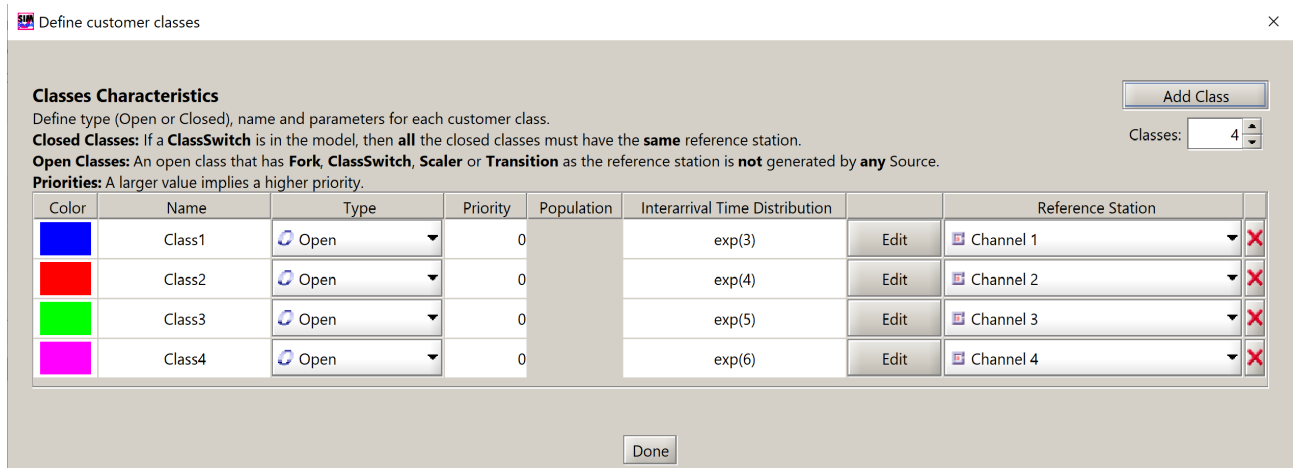 Define customer classes
Classes Characteristics
Add Class
Define type (Open or Closed), name and parameters for each customer class.
Closed Classes: If a ClassSwitch is in the model, then all the closed classes must have the same reference station.
Classes: 4
Open Classes: An open class that has Fork, ClassSwitch, Scaler or Transition as the reference station is not generated by any Source.
Priorities: A larger value implies a higher priority.
Color Name Type Priority Population Interarrival Time Distribution Reference Station
Class1 Open 0 exp(3) Edit Channel 1
Class2 Open 0 exp(4) Edit Channel 2
Class3 Open 0 exp(5) Edit Channel 3
Class4 Open 0 exp(6) Edit Channel 4
Done